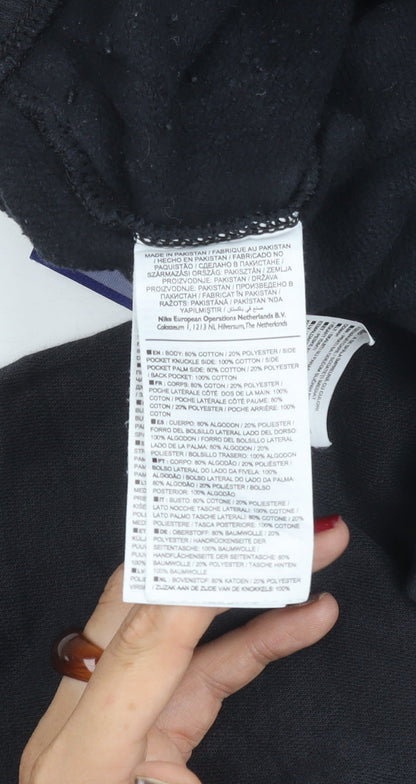 MADE IN PAKISTAN / FABRIQUE AU PAKISTAN
/ HECHO EN PAKISTAN / FABRICADO NO
PAQUISTÃO / СДЕЛАНО В ПАКИСТАНЕ /
SZÁRMAZÁSI ORSZÁG: PAKISZTÁN / ZEMLJA
PROIZVODNJE: PAKISTAN / DRŽAVA
PROIZVODNJE: PAKISTAN / ПРОИЗВЕДЕНО В
ПАКИСТАН / FABRICAT ÎN PAKISTAN /
RAŽOTS: PAKISTĀNĀ / PAKISTAN 'NDA
YAPILMIŞTIR / صنع في باكستان
Nike European Operations Netherlands B.V.
Colosseum 1, 1213 NL Hilversum, The Netherlands
EN : BODY: 80% COTTON / 20% POLYESTER / SIDE
POCKET KNUCKLE SIDE: 100% COTTON / SIDE
POCKET PALM SIDE: 80% COTTON / 20% POLYESTER
/ BACK POCKET: 100% COTTON
FR : CORPS: 80% COTON / 20% POLYESTER /
POCHE LATÉRALE CÔTÉ DOS DE LA MAIN: 100%
COTON / POCHE LATÉRALE CÔTÉ PAUME: 80%
COTON / 20% POLYESTER / POCHE ARRIÈRE: 100%
COTON
ES : CUERPO: 80% ALGODÓN / 20% POLIÉSTER /
FORRO DEL BOLSILLO LATERAL LADO DEL DORSO:
100% ALGODÓN / FORRO DEL BOLSILLO LATERAL
LADO DE LA PALMA: 80% ALGODÓN / 20%
POLIÉSTER / BOLSILLO TRASERO: 100% ALGODÓN
PT : CORPO: 80% ALGODÃO / 20% POLIÉSTER /
BOLSO LATERAL DO LADO DA FIVELA: 100%
ALGODÃO / BOLSO LATERAL DO LADO DA PALMA:
80% ALGODÃO / 20% POLIÉSTER / BOLSO
POSTERIOR: 100% ALGODÃO
IT : BUSTO: 80% COTONE / 20% POLIESTERE /
LATO NOCCHE TASCA LATERALE: 100% COTONE /
LATO PALMO TASCA LATERALE: 80% COTONE / 20%
POLIESTERE / TASCA POSTERIORE: 100% COTONE
DE : OBERSTOFF: 80% BAUMWOLLE / 20%
POLYESTER / HANDRÜCKENSEITE DER
SEITENTASCHE: 100% BAUMWOLLE /
HANDFLÄCHENSEITE DER SEITENTASCHE: 80%
BAUMWOLLE / 20% POLYESTER / TASCHE HINTEN:
100% BAUMWOLLE
NL : BOVENSTOF: 80% KATOEN / 20% POLYESTER
/ ZIJZAK AAN DE ZIJDE VAN DE KNOKKELS: 100%